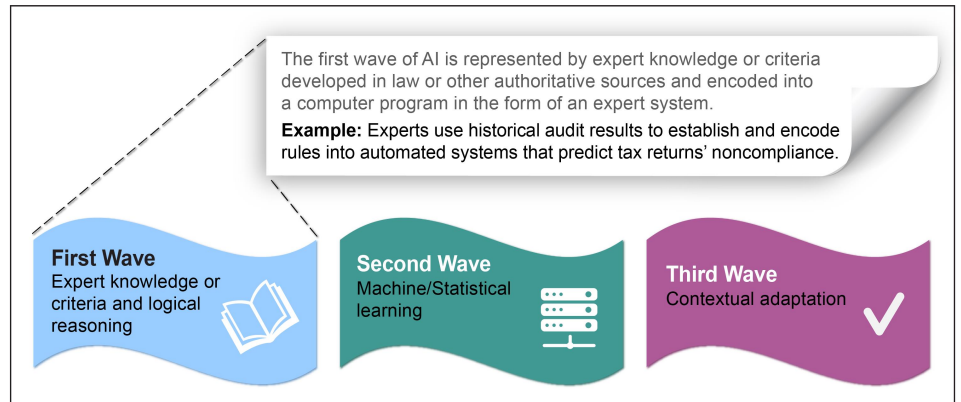 The first wave of AI is represented by expert knowledge or criteria
developed in law or other authoritative sources and encoded into
a computer program in the form of an expert system.
Example: Experts use historical audit results to establish and encode
rules into automated systems that predict tax returns’ noncompliance.
First Wave
Expert knowledge or
criteria and logical
reasoning
Second Wave
Machine/Statistical
learning
Third Wave
Contextual adaptation